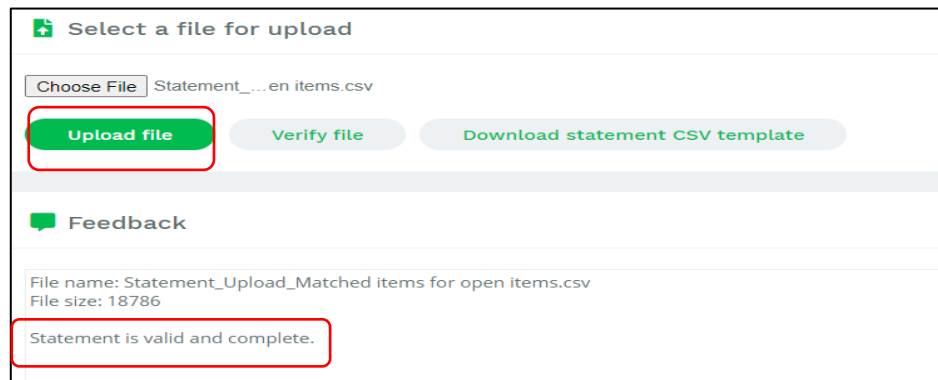 Select a file for upload
Choose File Statement_...en items.csv
Upload file Verify file Download statement CSV template
Feedback
File name: Statement_Upload_Matched items for open items.csv
File size: 18786
Statement is valid and complete.